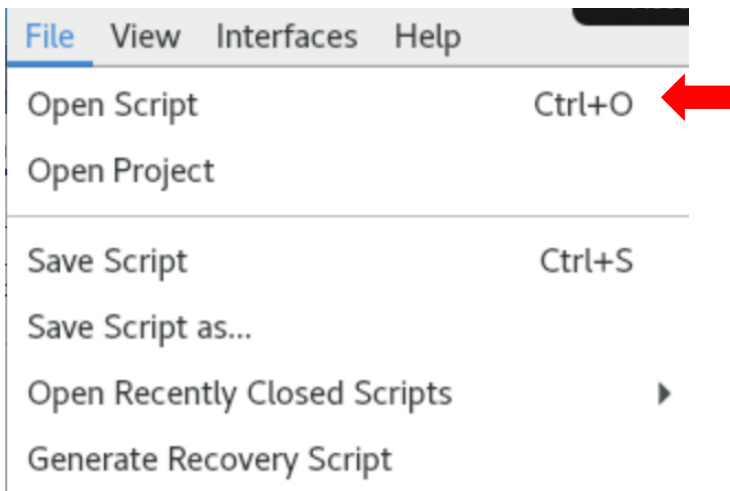 File View Interfaces Help
Open Script Ctrl+O
Open Project
Save Script Ctrl+S
Save Script as...
Open Recently Closed Scripts
Generate Recovery Script